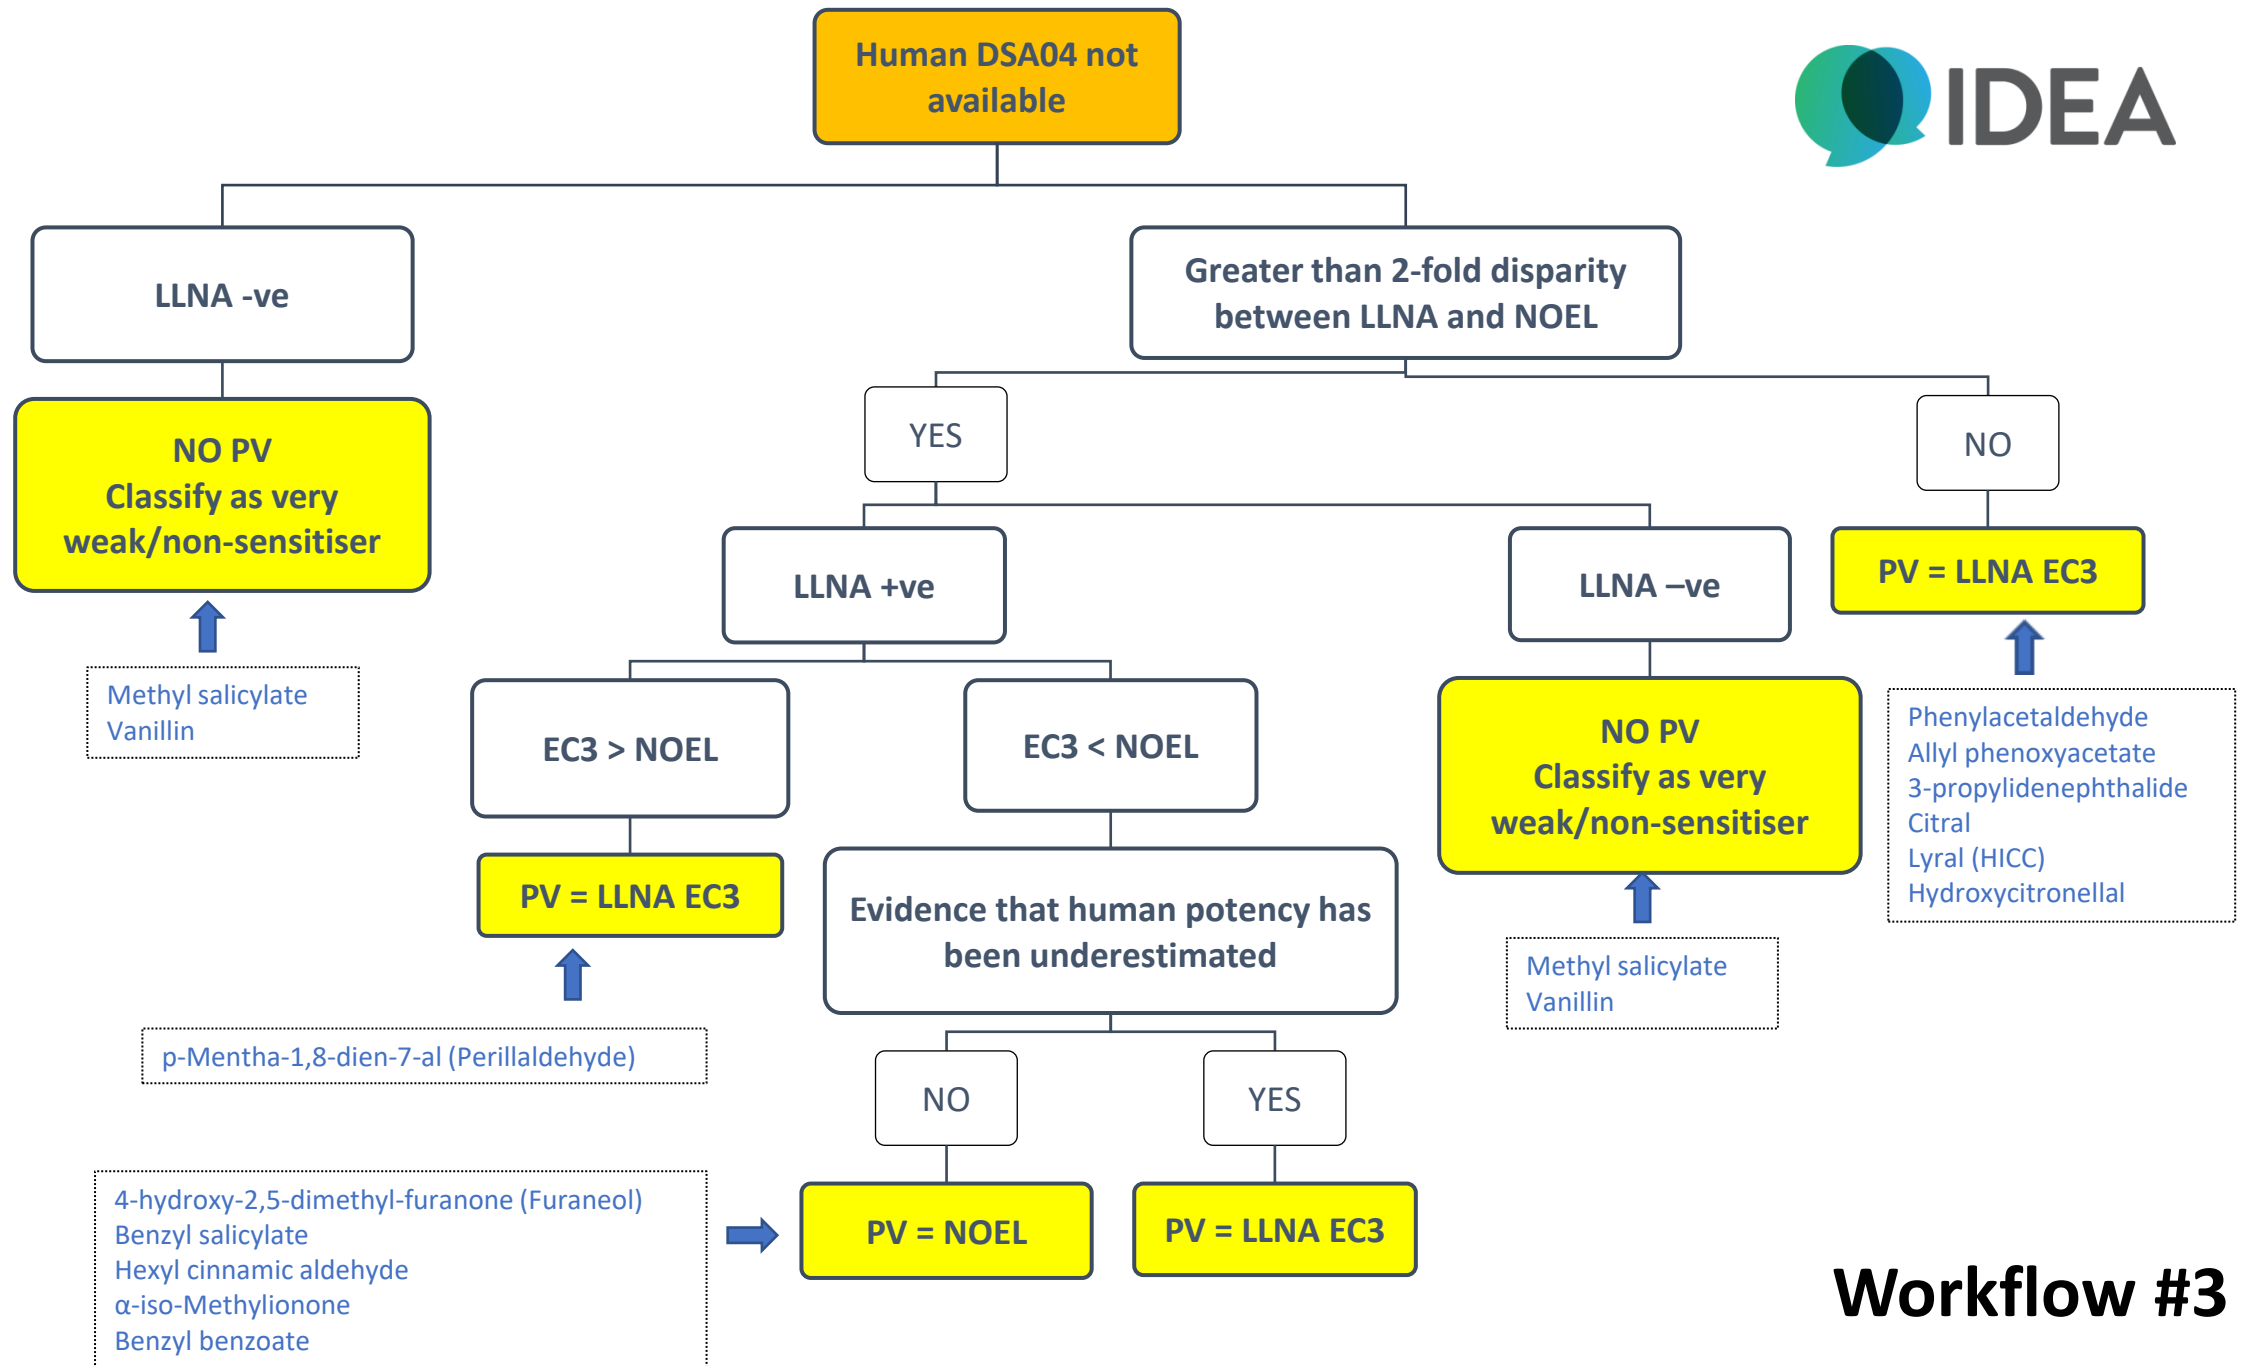 Human DSA04 not
available
IDEA
LLNA -ve
Greater than 2-fold disparity
between LLNA and NOEL
NO PV
Classify as very
weak/non-sensitiser
YES
NO
LLNA +ve
LLNA –ve
PV = LLNA EC3
Methyl salicylate
Vanillin
EC3 > NOEL
EC3 < NOEL
NO PV
Classify as very
weak/non-sensitiser
Phenylacetaldehyde
Allyl phenoxyacetate
3-propylidenephthalide
Citral
Lyral (HICC)
Hydroxycitronellal
PV = LLNA EC3
Evidence that human potency has
been underestimated
Methyl salicylate
Vanillin
p-Mentha-1,8-dien-7-al (Perillaldehyde)
NO
YES
4-hydroxy-2,5-dimethyl-furanone (Furaneol)
Benzyl salicylate
Hexyl cinnamic aldehyde
α-iso-Methylionone
Benzyl benzoate
PV = NOEL
PV = LLNA EC3
Workflow #3